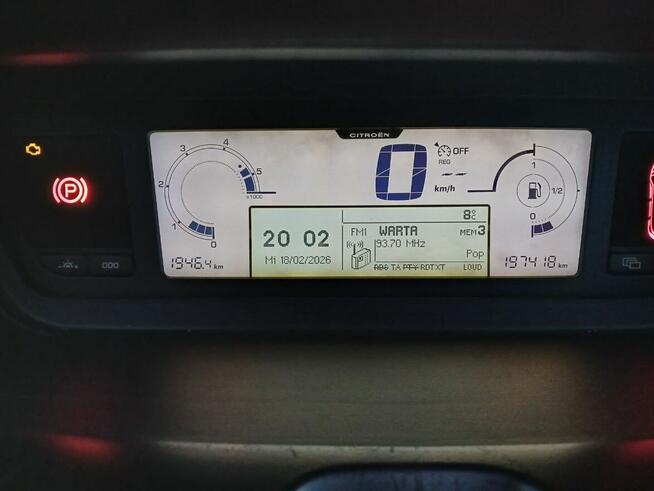 CITROËN
4
3
5
2
x1000
1
0
1946.4 km
P
000
0
km/h
REG
OFF
--
1
1/2
0
197418 km
8°C
20 02
Mi 18/02/2026
FM1 WARTA MEM3
93.70 MHz
Pop
RDS TA PTY RDTXT LOUD